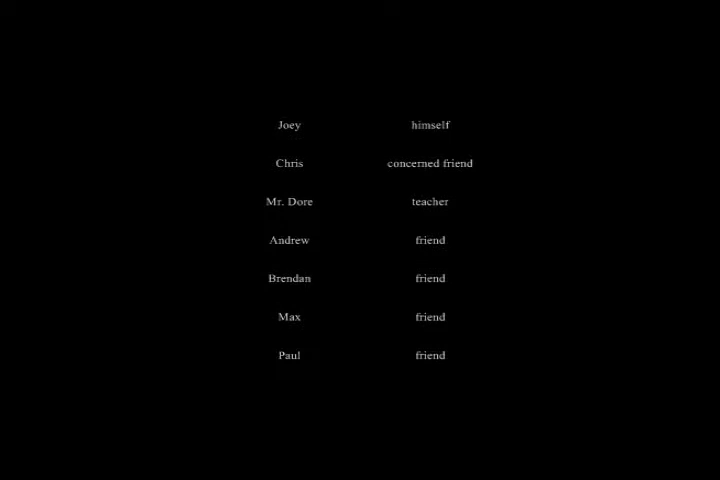 Joey himself
Chris concerned friend
Mr. Dore teacher
Andrew friend
Brendan friend
Max friend
Paul friend